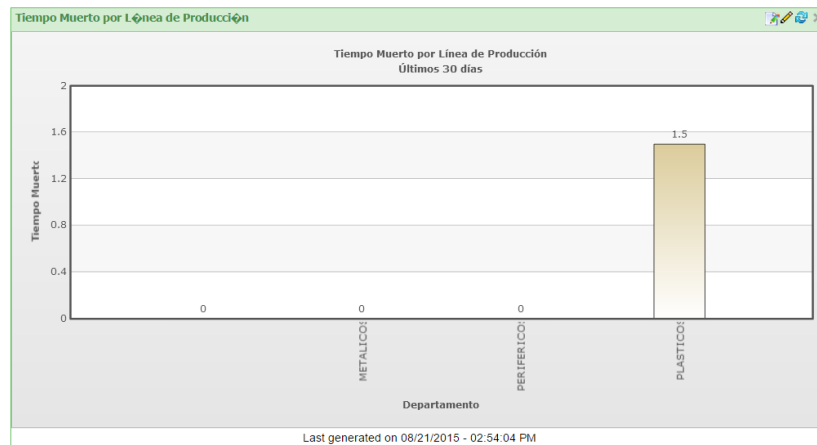 Tiempo Muerto por L�nea de Producci�n
Tiempo Muerto por Línea de Producción
Últimos 30 días
2
1.6
1.2
0.8
0.4
0
Tiempo Muerto
0
0
0
1.5
METALICOS
PERIFERICOS
PLASTICOS
Departamento
Last generated on 08/21/2015 - 02:54:04 PM